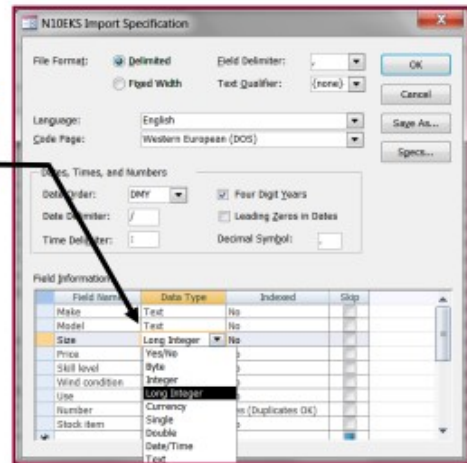 N10EKS Import Specification
File Format: Delimited Field Delimiter: , OK
Fixed Width Text Qualifier: {none} Cancel
Language: English Save As...
Code Page: Western European (DOS) Specs...
Dates, Times, and Numbers
Date Order: DMY Four Digit Years
Date Delimiter: / Leading Zeros in Dates
Time Delimiter: : Decimal Symbol: .
Field Information:
Field Name Data Type Indexed Skip
Make Text No
Model Text No
Size Long Integer No
Price Yes/No
Skill level Byte
Wind condition Integer
Use Long Integer
Number Currency (Duplicates OK)
Stock item Single
Double
Date/Time
Text